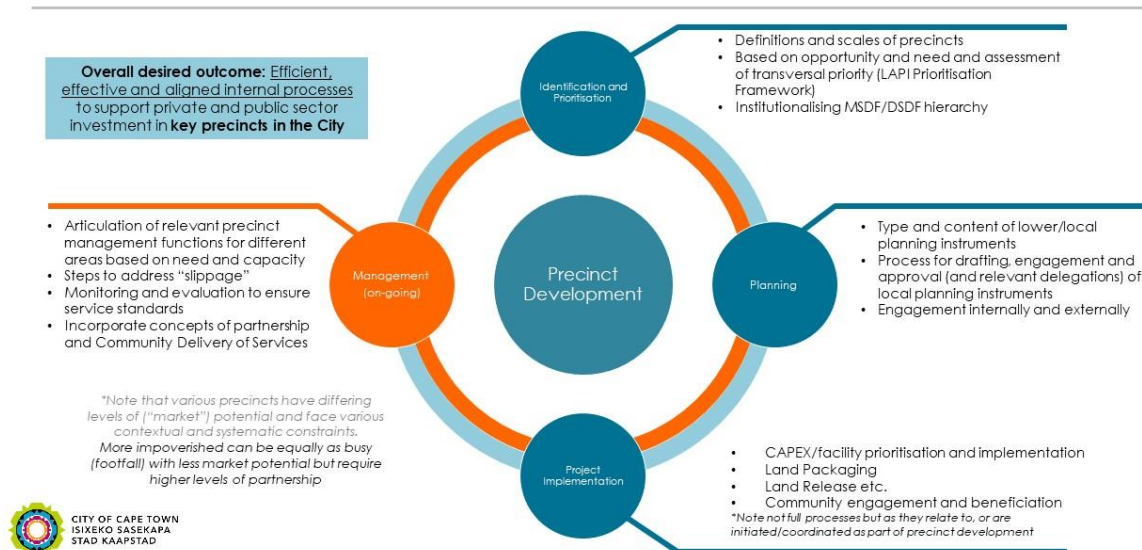 Overall desired outcome: Efficient,
effective and aligned internal processes
to support private and public sector
investment in key precincts in the City
Identification and
Prioritisation
• Definitions and scales of precincts
• Based on opportunity and need and assessment
of transversal priority (LAPI Prioritisation
Framework)
• Institutionalising MSDF/DSDF hierarchy
• Articulation of relevant precinct
management functions for different
areas based on need and capacity
• Steps to address “slippage”
• Monitoring and evaluation to ensure
service standards
• Incorporate concepts of partnership
and Community Delivery of Services
Management
(on-going)
Precinct
Development
Planning
• Type and content of lower/local
planning instruments
• Process for drafting, engagement and
approval (and relevant delegations) of
local planning instruments
• Engagement internally and externally
*Note that various precincts have differing
levels of (“market”) potential and face various
contextual and systematic constraints.
More impoverished can be equally as busy
(footfall) with less market potential but require
higher levels of partnership
Project
Implementation
• CAPEX/facility prioritisation and implementation
• Land Packaging
• Land Release etc.
• Community engagement and beneficiation
*Note not full processes but as they relate to, or are
initiated/coordinated as part of precinct development
CITY OF CAPE TOWN
ISIXEKO SASEKAPA
STAD KAAPSTAD